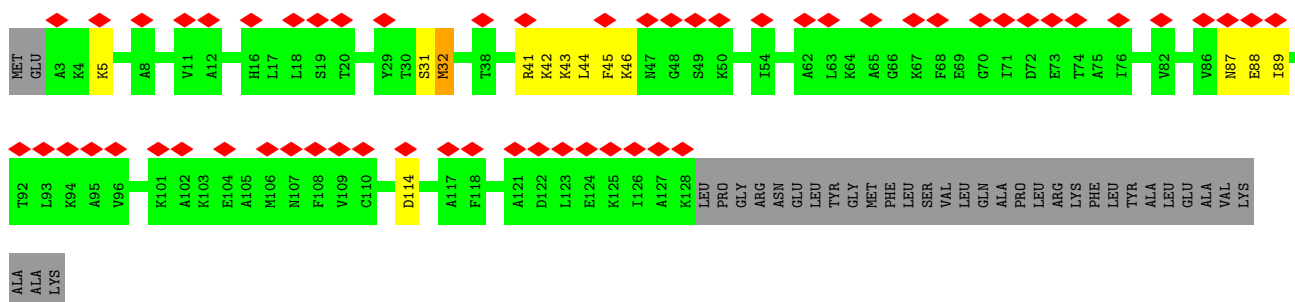 MET GLU A3 K4 K5 A8 V11 A12 H16 L17 L18 S19 T20 Y29 T30 S31 M32 T38 R41 K42 K43 L44 F45 K46 N47 G48 S49 K50 I54 A62 L63 K64 A65 G66 K67 F68 E69 G70 I71 D72 E73 T74 A75 I76 V82 V86 N87 E88 I89
T92 L93 K94 A95 V96 K101 A102 K103 E104 A105 M106 N107 F108 V109 C110 D114 A117 F118 A121 D122 L123 E124 K125 I126 A127 K128 LEU PRO GLY ARG ASN GLU LEU TYR GLY MET PHE LEU SER VAL LEU GLN ALA PRO LEU ARG LYS PHE LEU TYR ALA LEU GLU ALA VAL LYS
ALA ALA LYS